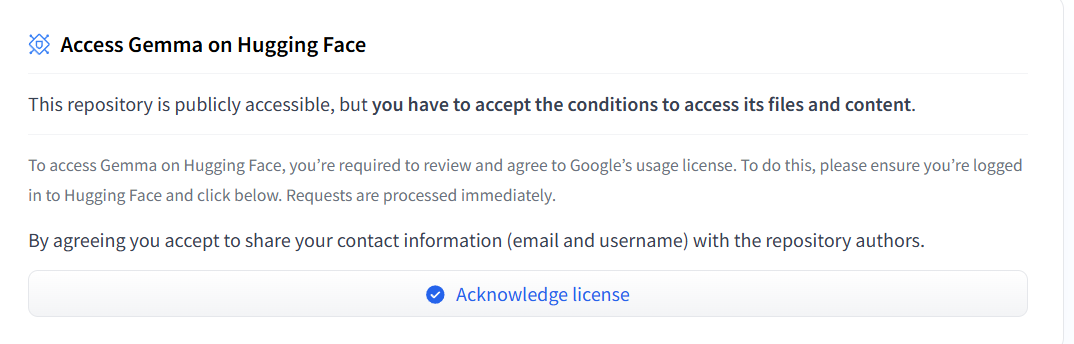 Access Gemma on Hugging Face
This repository is publicly accessible, but you have to accept the conditions to access its files and content.
To access Gemma on Hugging Face, you’re required to review and agree to Google’s usage license. To do this, please ensure you’re logged
in to Hugging Face and click below. Requests are processed immediately.
By agreeing you accept to share your contact information (email and username) with the repository authors.
Acknowledge license